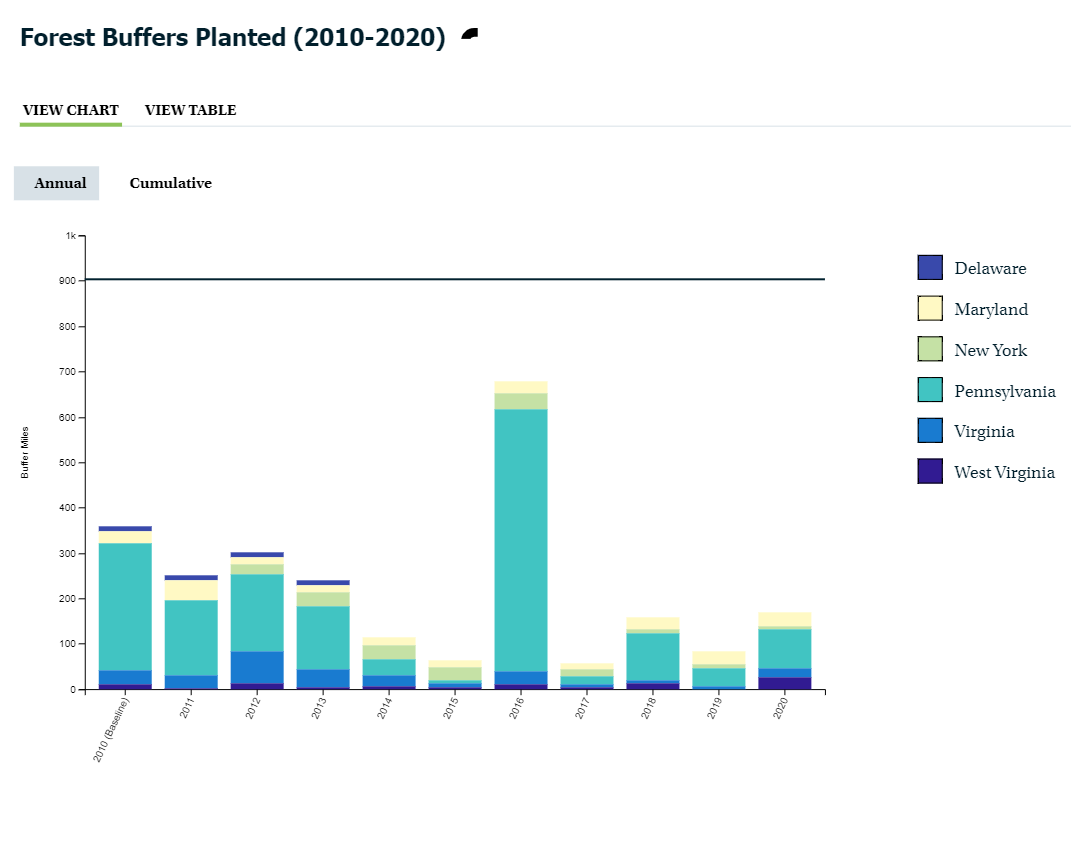 Forest Buffers Planted (2010-2020)
VIEW CHART VIEW TABLE
Annual Cumulative
1k
900
800
700
600
500
400
300
200
100
0
Buffer Miles
2010 (Baseline)
2011
2012
2013
2014
2015
2016
2017
2018
2019
2020
Delaware
Maryland
New York
Pennsylvania
Virginia
West Virginia